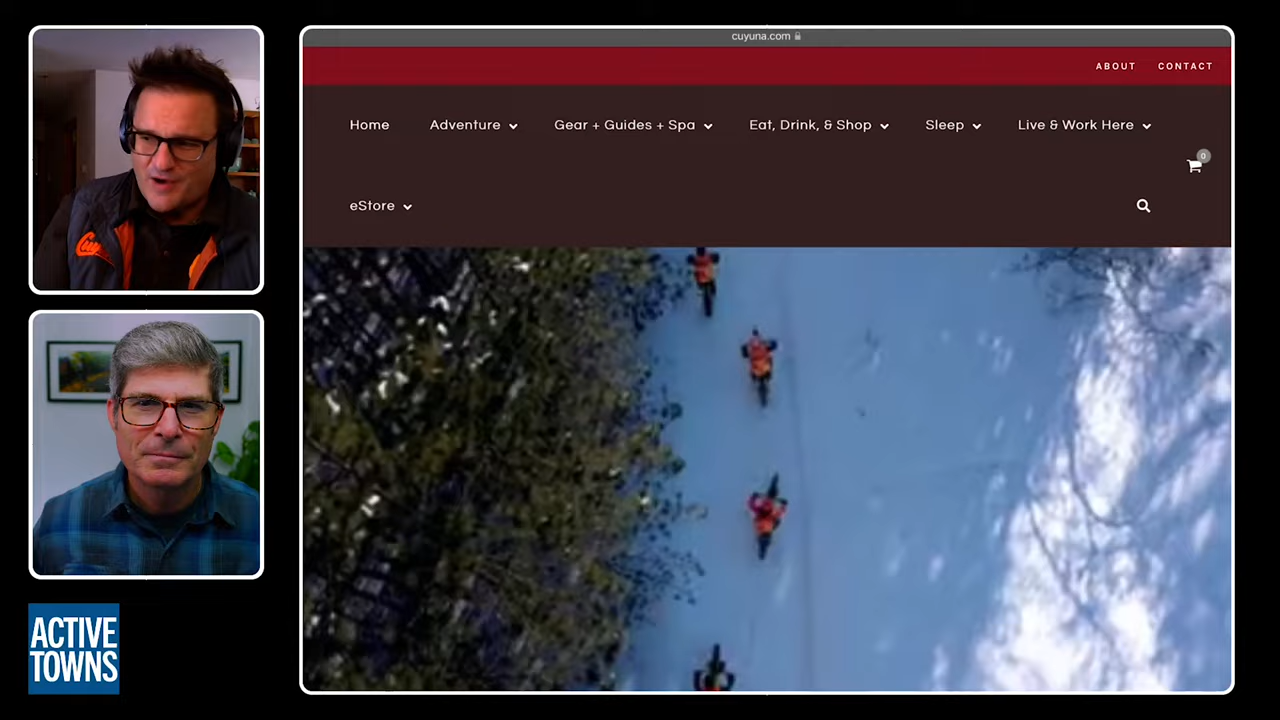 cuyuna.com
ABOUT CONTACT
Home Adventure Gear + Guides + Spa Eat, Drink, & Shop Sleep Live & Work Here
0
eStore
ACTIVE
TOWNS